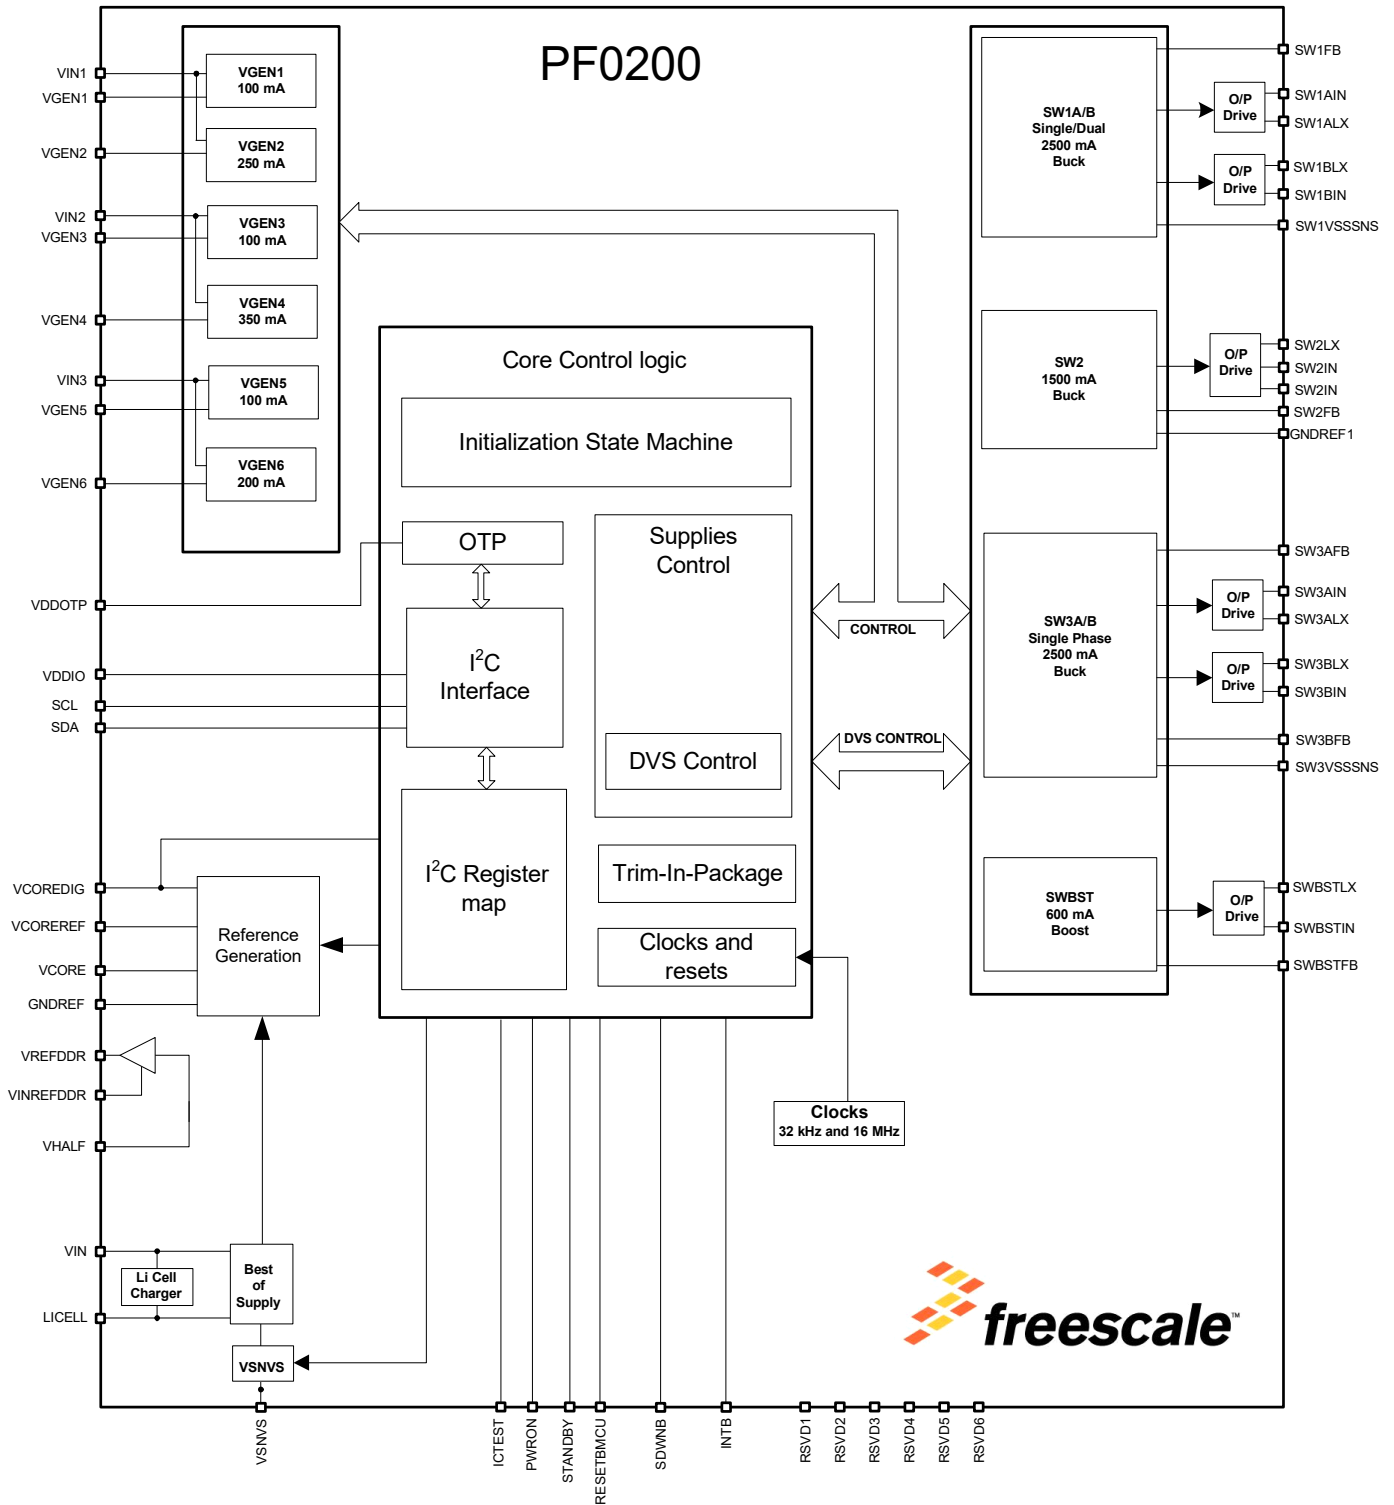 PF0200
VIN1
VGEN1
VGEN2
VIN2
VGEN3
VGEN4
VIN3
VGEN5
VGEN6
VDDOTP
VDDIO
SCL
SDA
VCOREDIG
VCOREREF
VCORE
GNDREF
VREFDDR
VINREFDDR
VHALF
VIN
LICELL
VGEN1
100 mA
VGEN2
250 mA
VGEN3
100 mA
VGEN4
350 mA
VGEN5
100 mA
VGEN6
200 mA
Core Control logic
Initialization State Machine
OTP
I²C
Interface
I²C Register
map
Supplies
Control
DVS Control
Trim-In-Package
Clocks and
resets
Reference
Generation
Clocks
32 kHz and 16 MHz
Li Cell
Charger
Best
of
Supply
VSNVS
CONTROL
DVS CONTROL
SW1A/B
Single/Dual
2500 mA
Buck
O/P
Drive
O/P
Drive
SW2
1500 mA
Buck
O/P
Drive
SW3A/B
Single Phase
2500 mA
Buck
O/P
Drive
O/P
Drive
SWBST
600 mA
Boost
O/P
Drive
SW1FB
SW1AIN
SW1ALX
SW1BLX
SW1BIN
SW1VSSSNS
SW2LX
SW2IN
SW2IN
SW2FB
GNDREF1
SW3AFB
SW3AIN
SW3ALX
SW3BLX
SW3BIN
SW3BFB
SW3VSSSNS
SWBSTLX
SWBSTIN
SWBSTFB
freescale™
VSNVS
ICTEST
PWRON
STANDBY
RESETBMCU
SDWNB
INTB
RSVD1
RSVD2
RSVD3
RSVD4
RSVD5
RSVD6